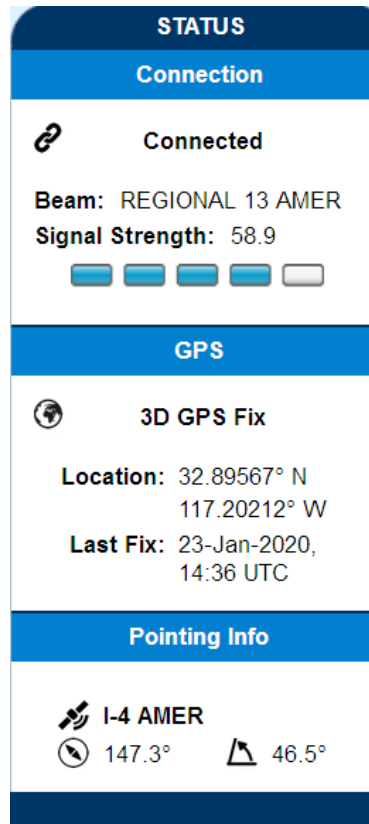 STATUS
Connection
Connected
Beam: REGIONAL 13 AMER
Signal Strength: 58.9
GPS
3D GPS Fix
Location: 32.89567° N
117.20212° W
Last Fix: 23-Jan-2020,
14:36 UTC
Pointing Info
I-4 AMER
147.3° 46.5°